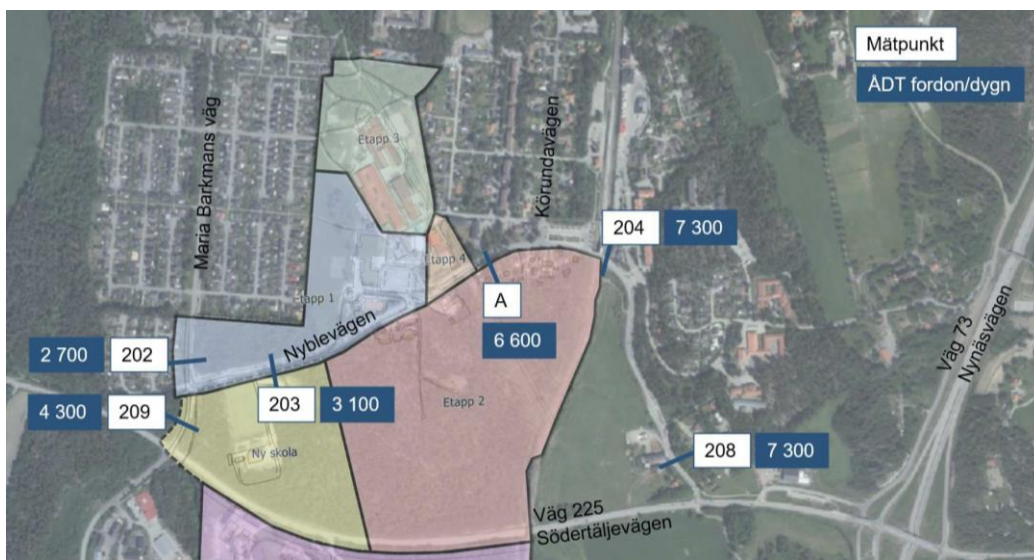 Mätpunkt
ÅDT fordon/dygn
Etapp 3
Maria Barkmans väg
Körundavägen
204 7 300
Etapp 4
Etapp 1
A
6 600
Nyblevägen
Väg 73
Nynäsvägen
2 700 202
4 300 209
203 3 100
Etapp 2
Ny skola
208 7 300
Väg 225
Södertäljevägen